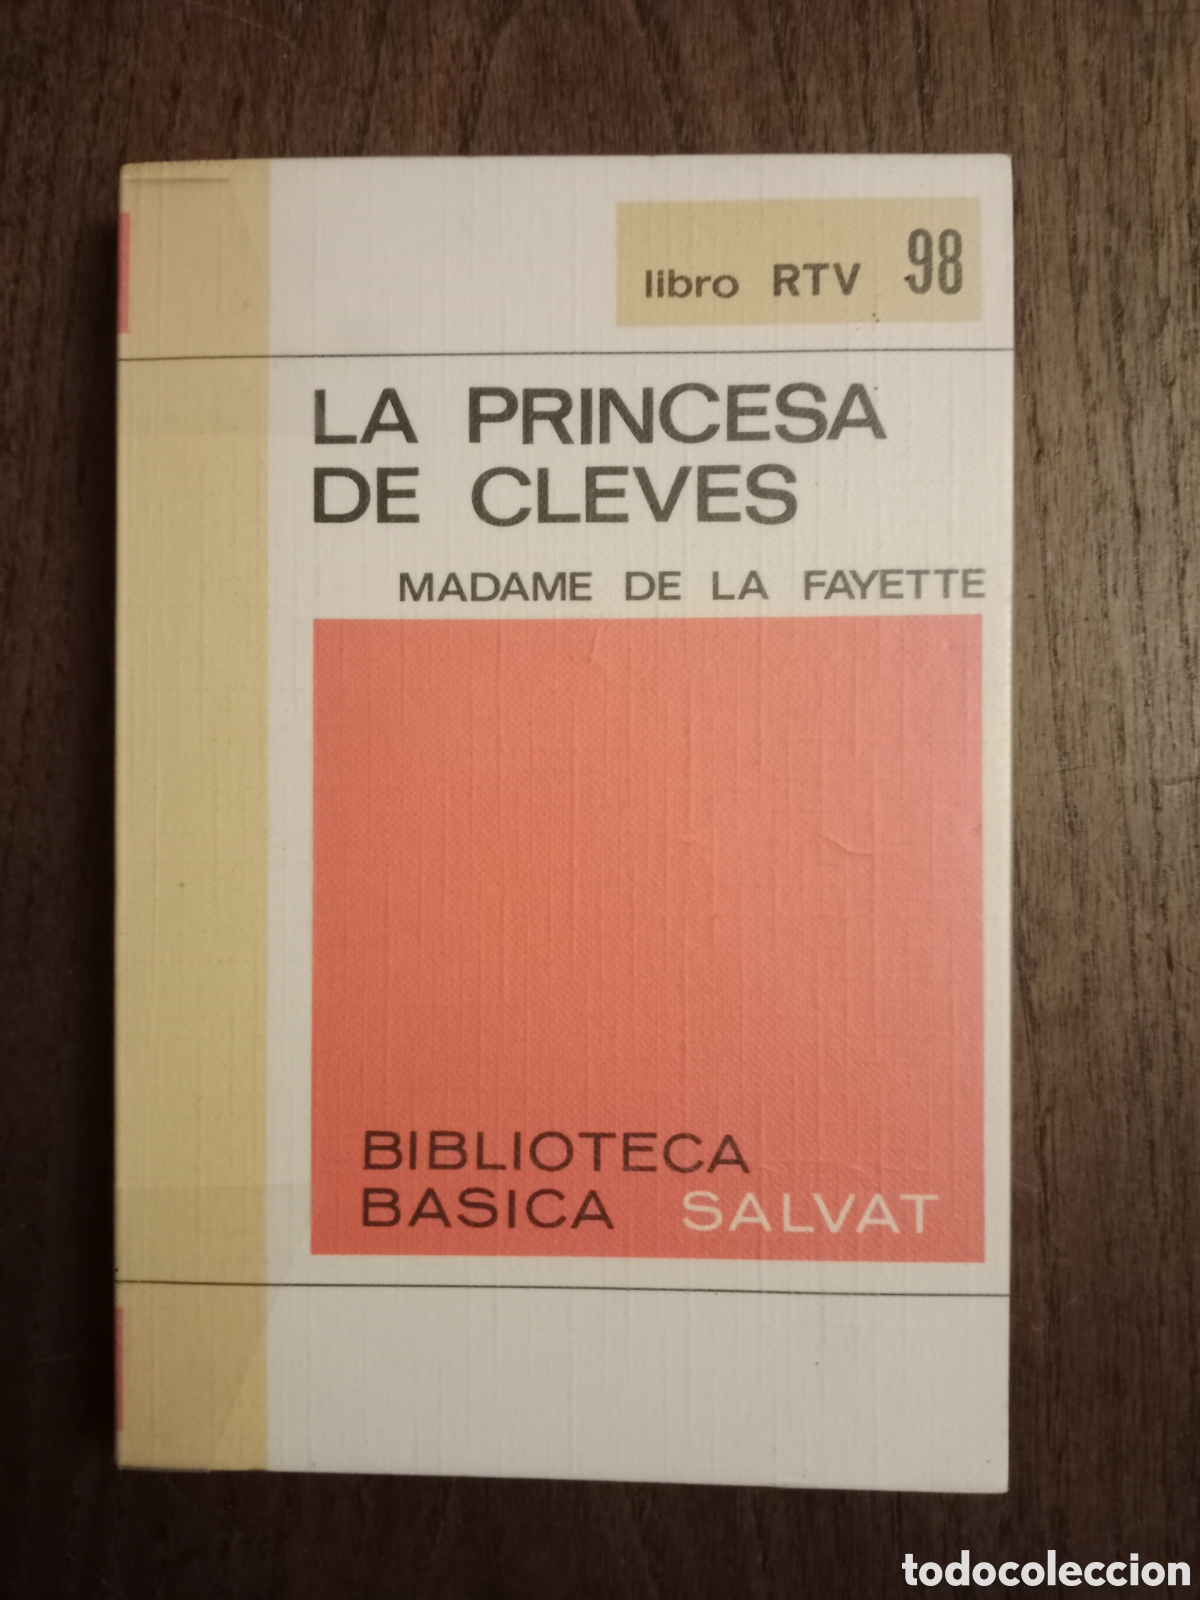 libro RTV 98
LA PRINCESA
DE CLEVES
MADAME DE LA FAYETTE
BIBLIOTECA
BASICA SALVAT
todocoleccion